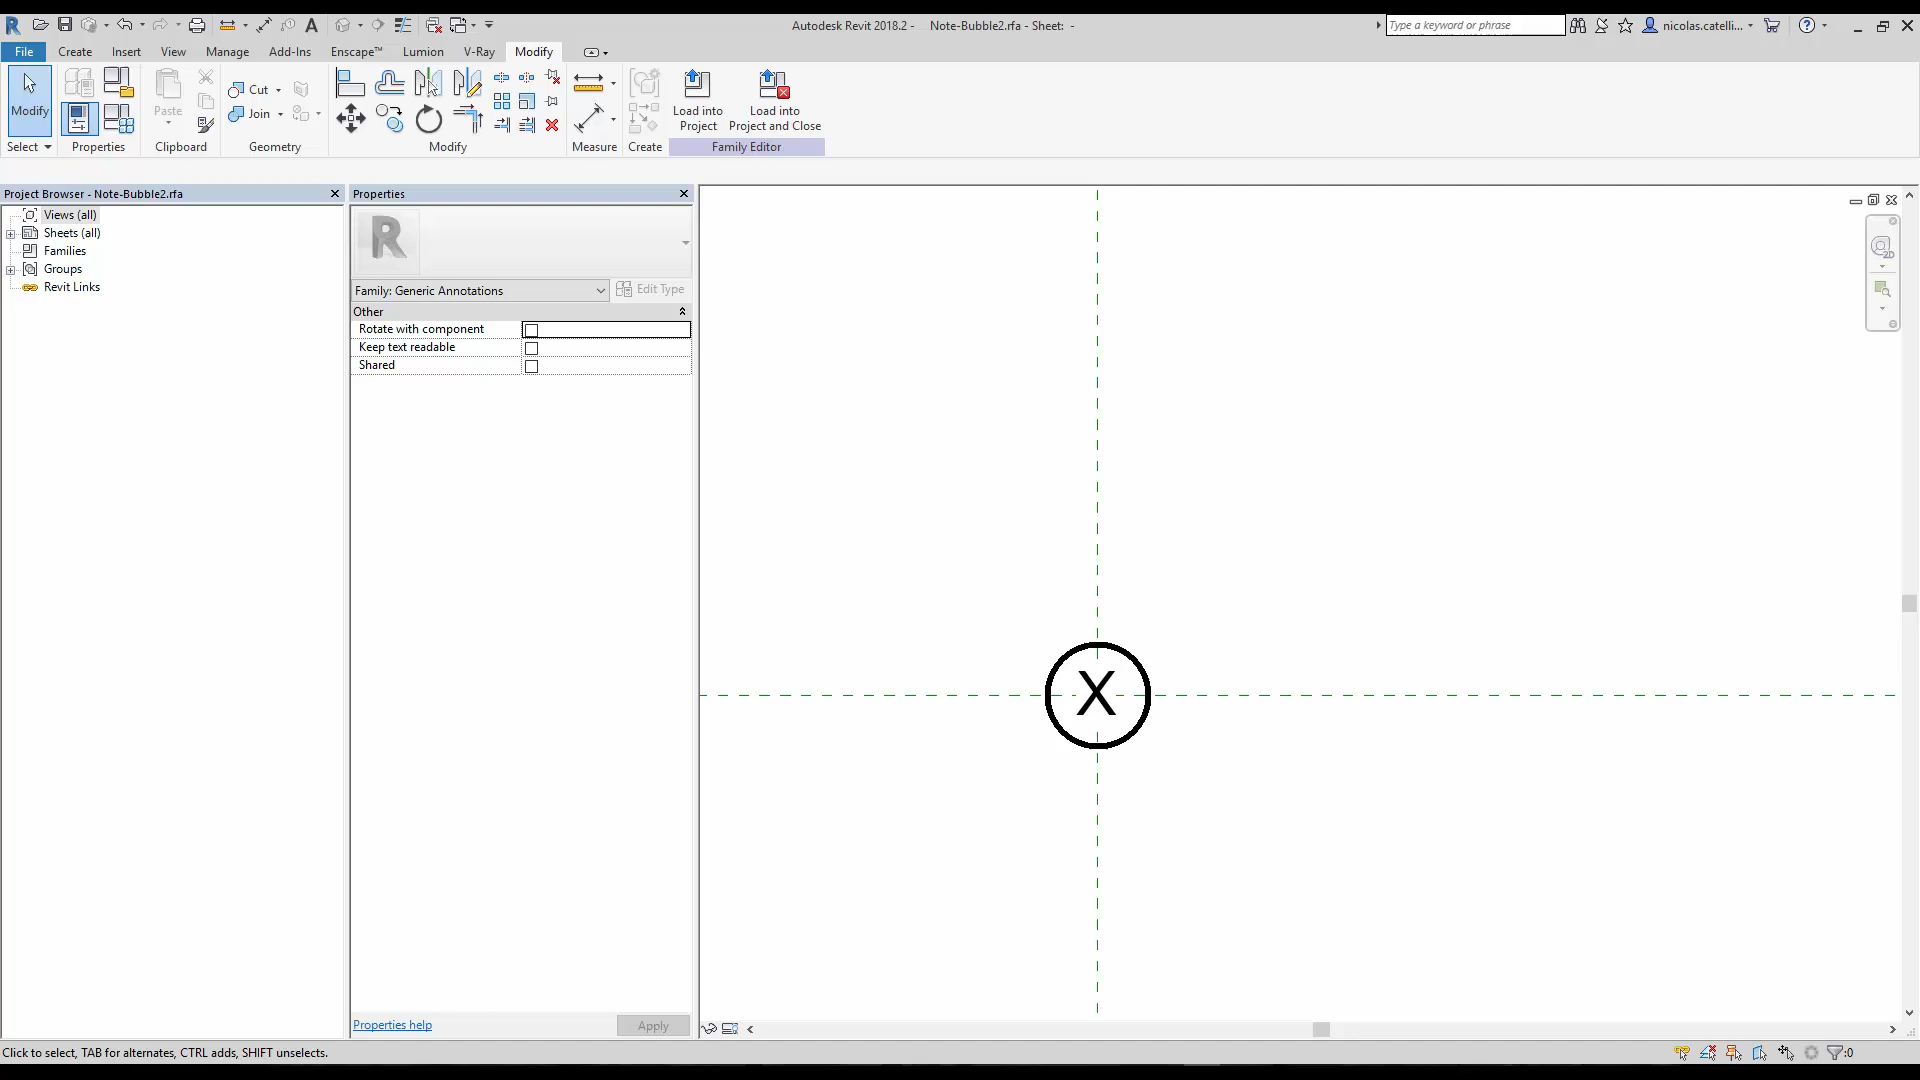 Autodesk Revit 2018.2 - Note-Bubble2.rfa - Sheet: -
Type a keyword or phrase
nicolas.catelli...
File Create Insert View Manage Add-Ins Enscape™ Lumion V-Ray Modify
Modify
Paste
Cut
Join
Load into
Project
Load into
Project and Close
Select Properties Clipboard Geometry Modify Measure Create Family Editor
Project Browser - Note-Bubble2.rfa
Views (all)
Sheets (all)
Families
Groups
Revit Links
Properties
Family: Generic Annotations
Edit Type
Other
Rotate with component
Keep text readable
Shared
X
2D
Properties help
Apply
Click to select, TAB for alternates, CTRL adds, SHIFT unselects.
:0